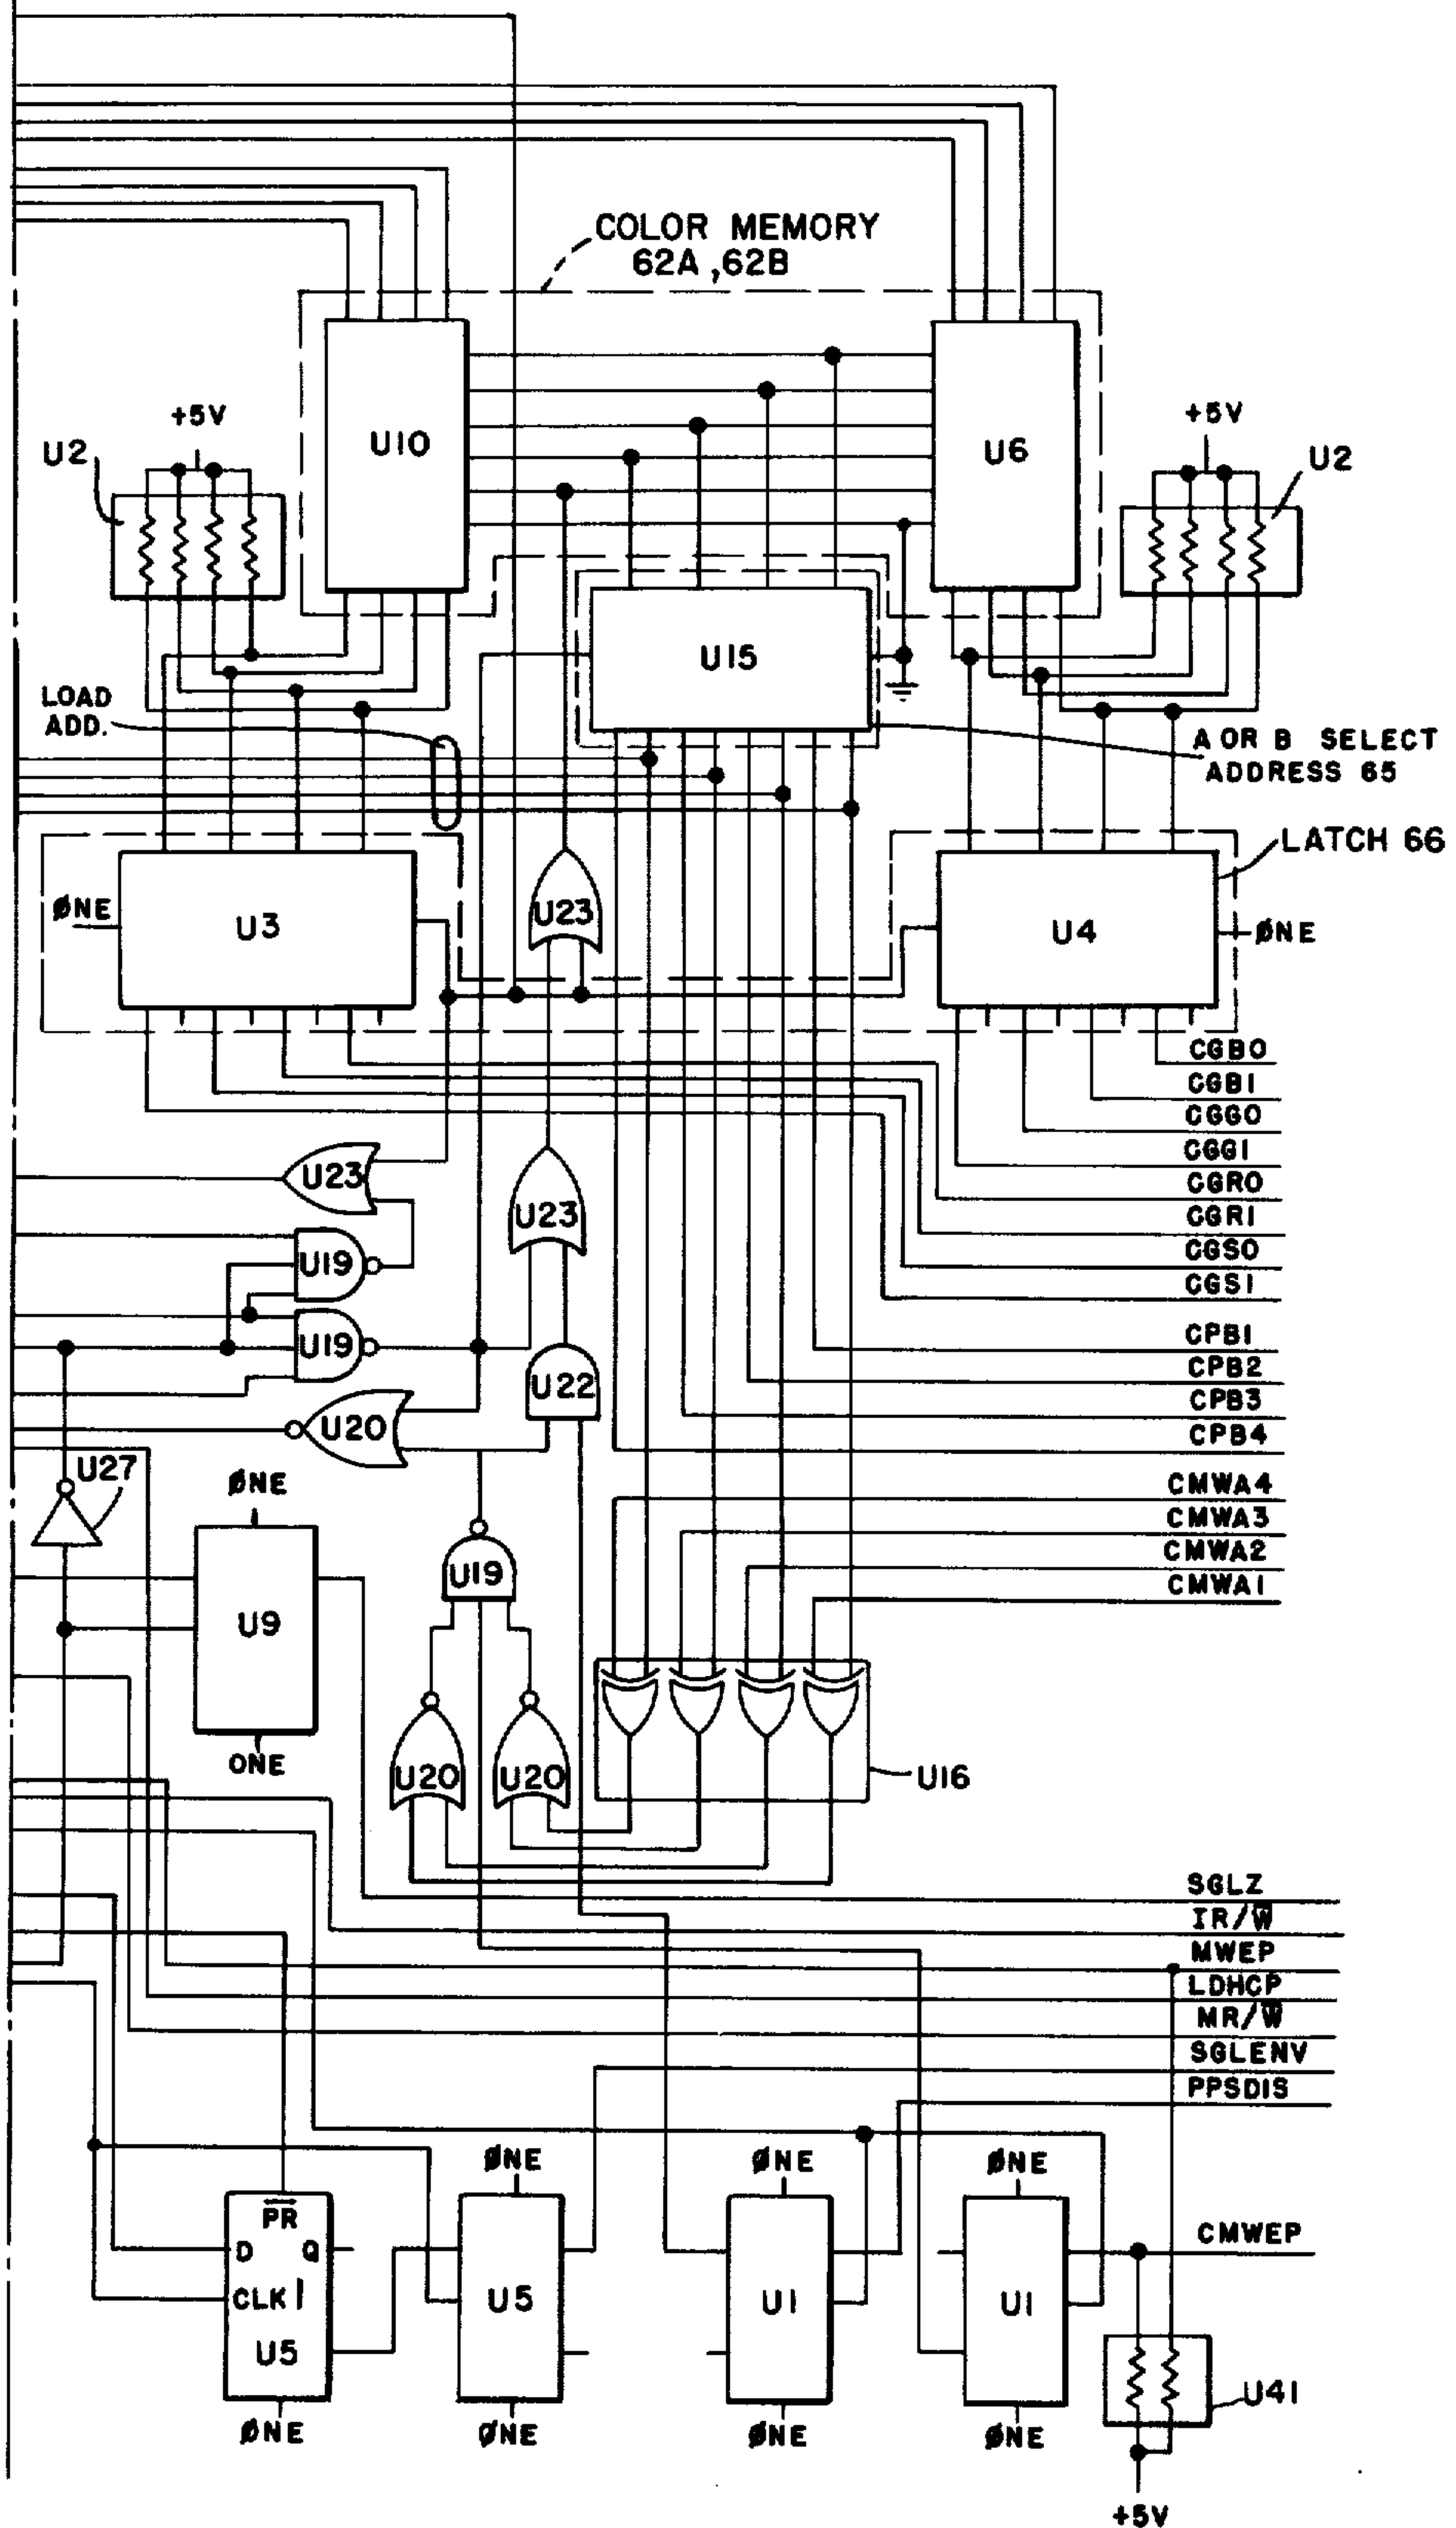 COLOR MEMORY
62A, 62B
+5V
U2
U10
U6
+5V
U2
U15
LOAD
ADD.
A OR B SELECT
ADDRESS 65
LATCH 66
ØNE
U3
U23
U4
ØNE
CGB0
CGB1
CGG0
CGG1
CGR0
CGR1
CGS0
CGS1
U23
U23
U19
U19
CPB1
CPB2
CPB3
CPB4
U22
U20
U27
ØNE
CMWA4
CMWA3
CMWA2
CMWA1
U19
U9
ONE
U20
U20
U16
SGLZ
IR/W̅
MWEP
LDHCP
MR/W̅
SGLENV
PPSDIS
ØNE
ØNE
ØNE
P̅R̅
D
Q
CLK
U5
U5
U1
U1
CMWEP
U41
ØNE
ØNE
ØNE
ØNE
+5V